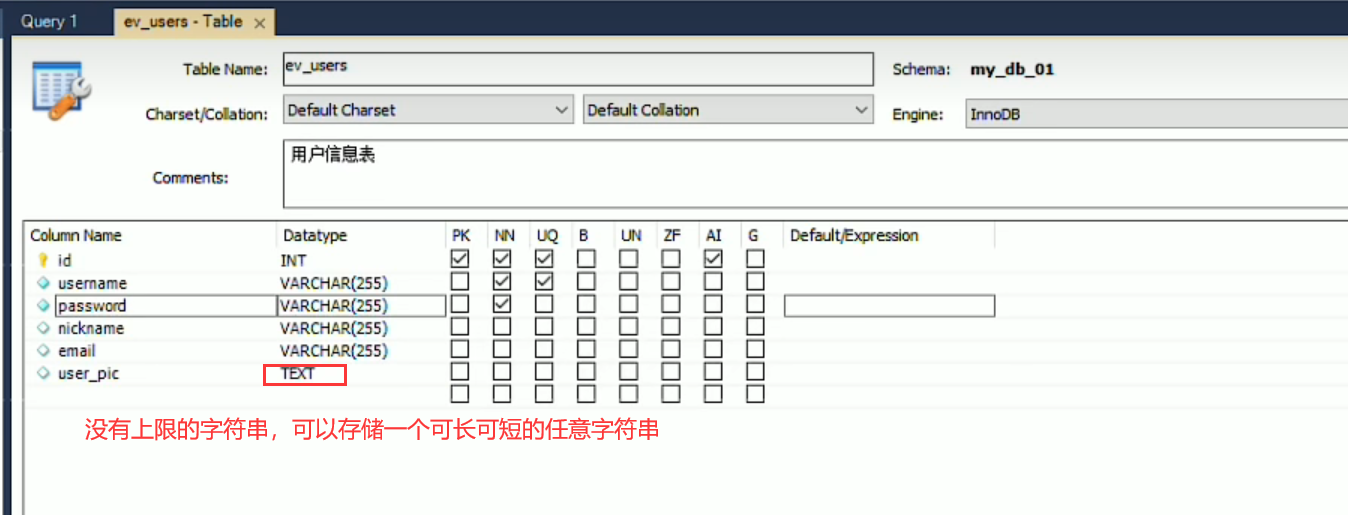 Query 1 ev_users - Table ×
Table Name: ev_users Schema: my_db_01
Charset/Collation: Default Charset Default Collation Engine: InnoDB
Comments: 用户信息表
Column Name Datatype PK NN UQ B UN ZF AI G Default/Expression
id INT
username VARCHAR(255)
password VARCHAR(255)
nickname VARCHAR(255)
email VARCHAR(255)
user_pic TEXT
没有上限的字符串，可以存储一个可长可短的任意字符串